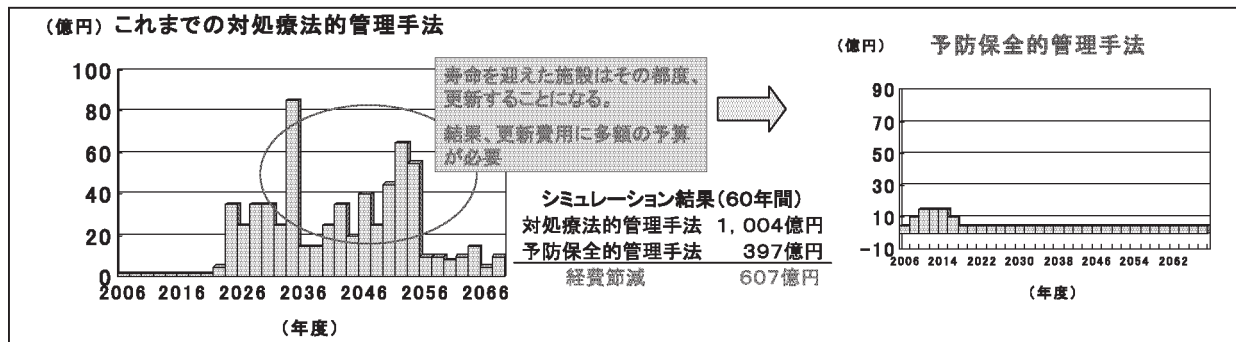 (億円) これまでの対処療法的管理手法
100
80
60
40
20
0
2006 2016 2026 2036 2046 2056 2066
(年度)
寿命を迎えた施設はその都度、
更新することになる。
結果、更新費用に多額の予算
が必要
シミュレーション結果(60年間)
対処療法的管理手法 1,004億円
予防保全的管理手法 397億円
経費節減 607億円
(億円) 予防保全的管理手法
90
70
50
30
10
-10
2006 2014 2022 2030 2038 2046 2054 2062
(年度)